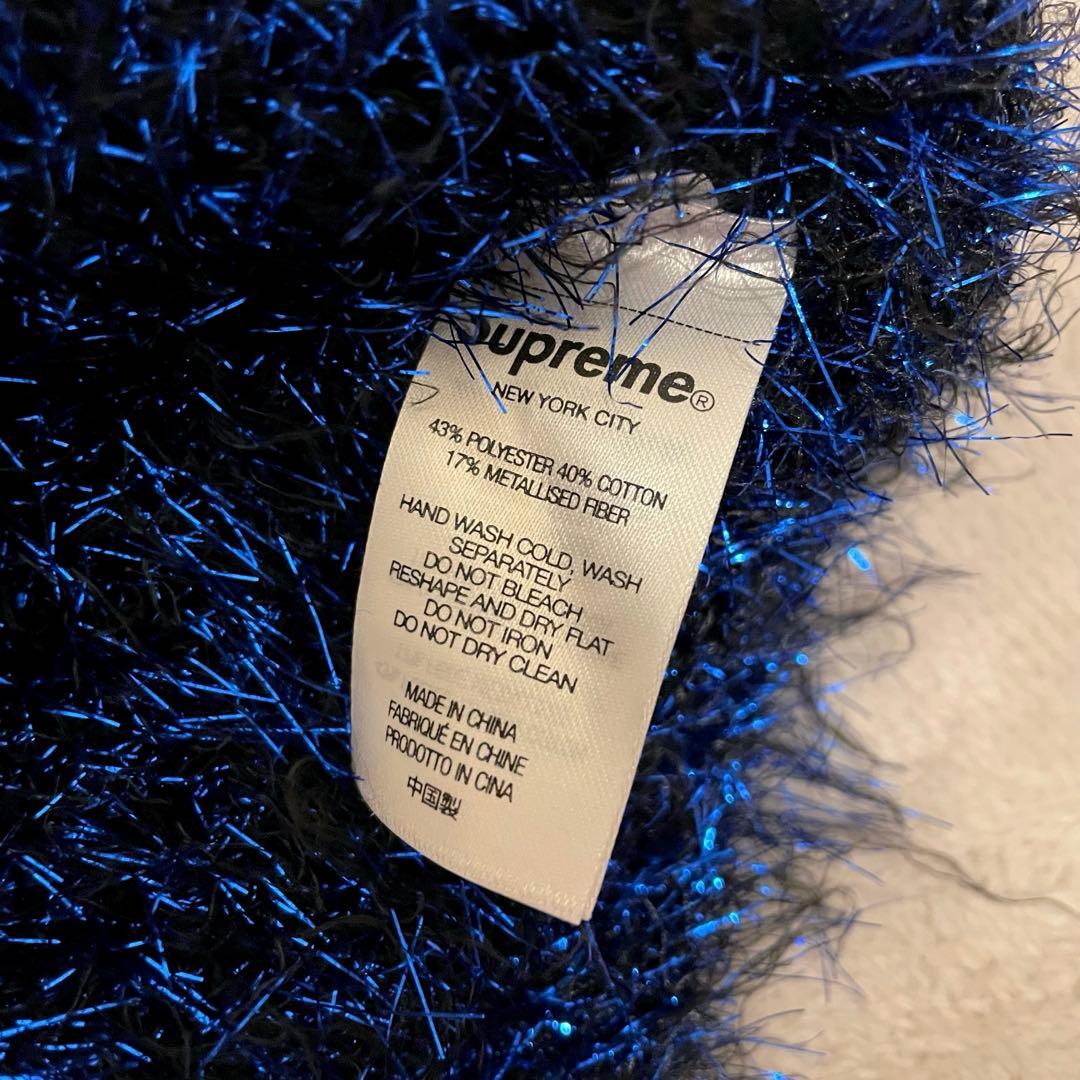 Supreme®
NEW YORK CITY
43% POLYESTER 40% COTTON
17% METALLISED FIBER
HAND WASH COLD, WASH
SEPARATELY
DO NOT BLEACH
RESHAPE AND DRY FLAT
DO NOT IRON
DO NOT DRY CLEAN
MADE IN CHINA
FABRIQUÉ EN CHINE
PRODOTTO IN CINA
中国製